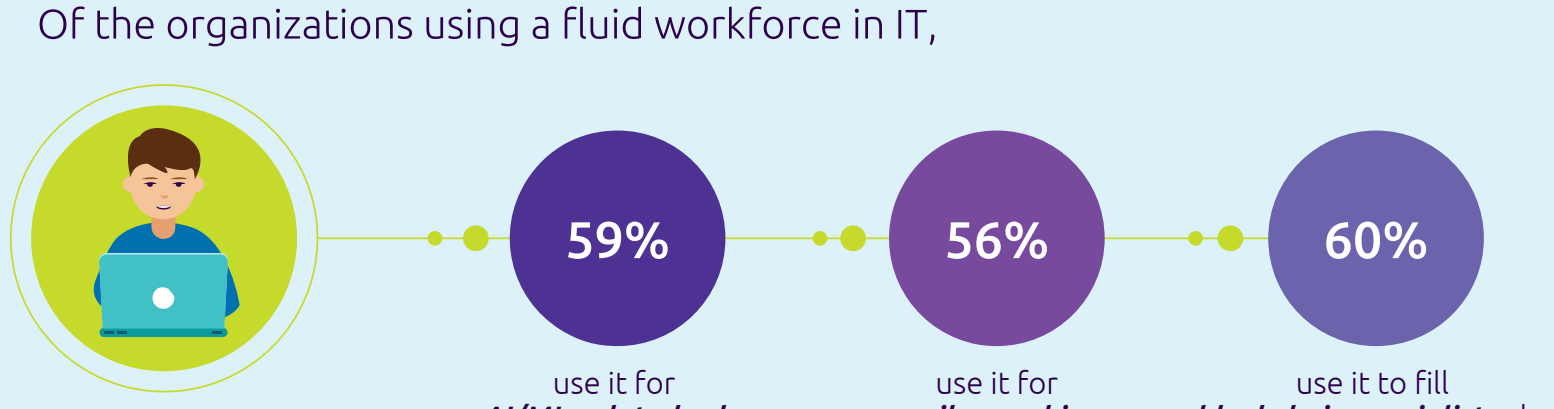 Of the organizations using a fluid workforce in IT,
59%
56%
60%
use it for
use it for
use it to fill